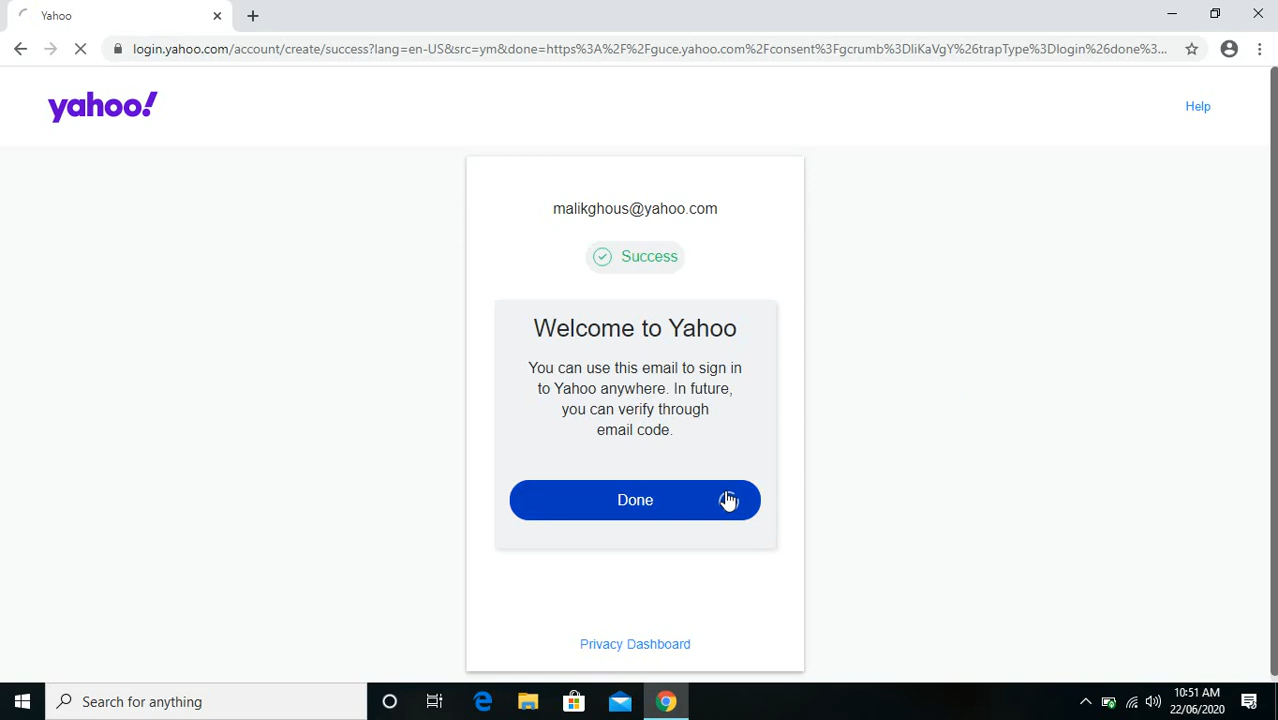 Yahoo
login.yahoo.com/account/create/success?lang=en-US&src=ym&done=https%3A%2F%2Fguce.yahoo.com%2Fconsent%3Fgcrumb%3DliKaVgY%26trapType%3Dlogin%26done%3...
yahoo!
Help
malikghous@yahoo.com
Success
Welcome to Yahoo
You can use this email to sign in
to Yahoo anywhere. In future,
you can verify through
email code.
Done
Privacy Dashboard
Search for anything
10:51 AM
22/06/2020